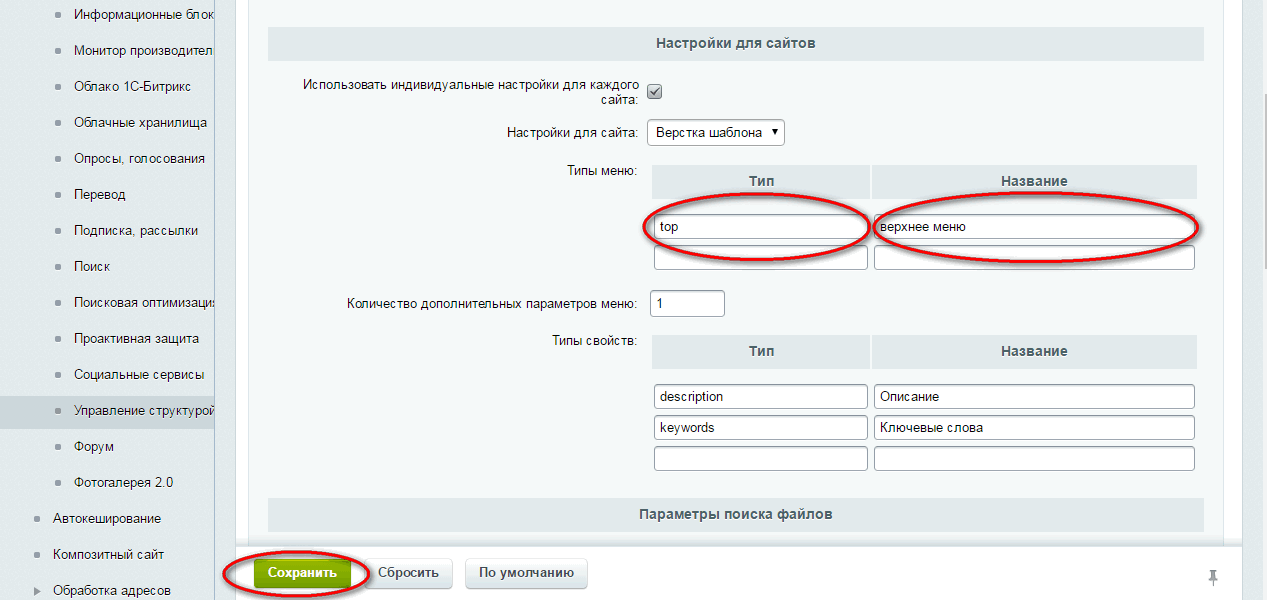 Информационные блок
Монитор производител
Облако 1С-Битрикс
Облачные хранилища
Опросы, голосования
Перевод
Подписка, рассылки
Поиск
Поисковая оптимизация
Проактивная защита
Социальные сервисы
Управление структурой
Форум
Фотогалерея 2.0
Автокеширование
Композитный сайт
Обработка адресов
Настройки для сайтов
Использовать индивидуальные настройки для каждого
сайта:
Настройки для сайта: Верстка шаблона
Типы меню:
Тип Название
top верхнее меню
Количество дополнительных параметров меню: 1
Типы свойств:
Тип Название
description Описание
keywords Ключевые слова
Параметры поиска файлов
Сохранить Сбросить По умолчанию